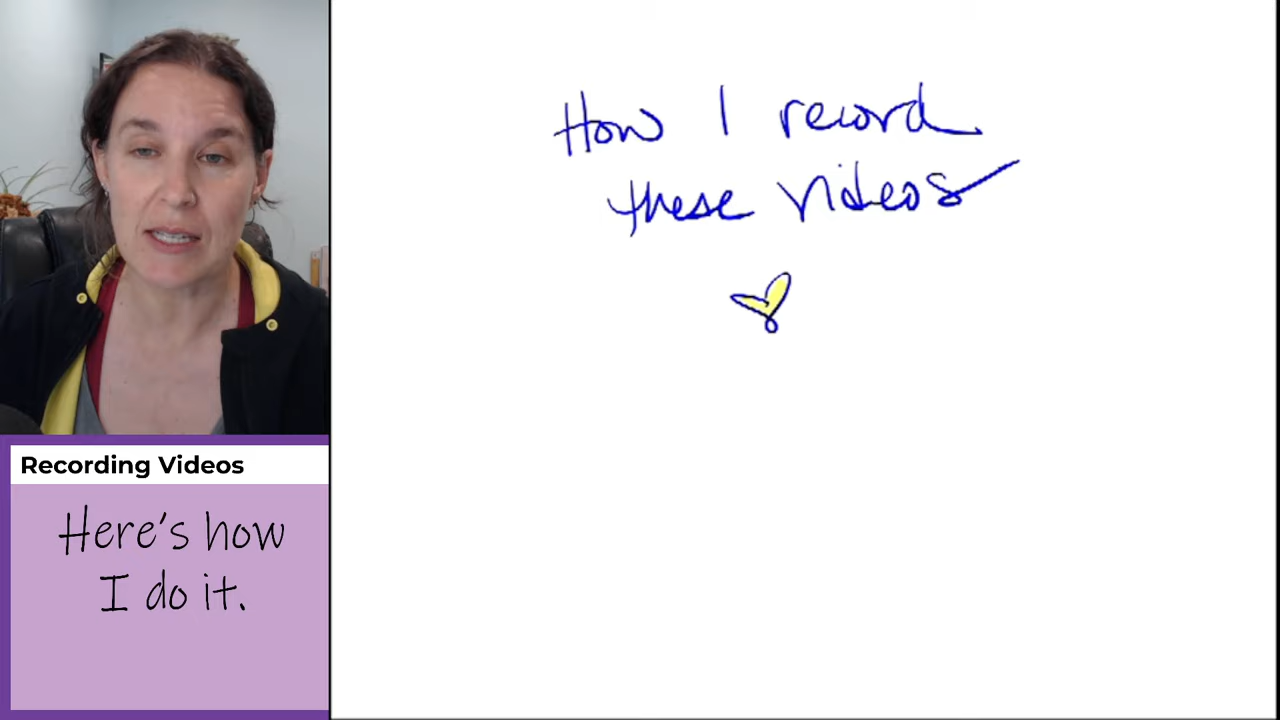 How I record
these videos
Recording Videos
Here's how
I do it.